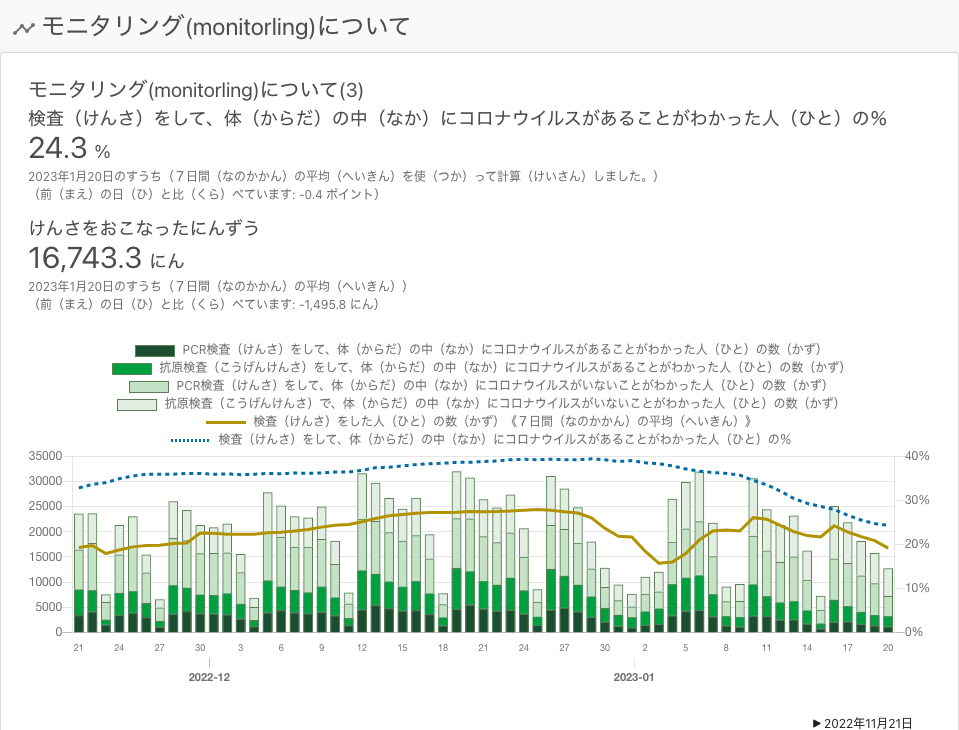 モニタリング(monitorling)について
モニタリング(monitorling)について(3)
検査（けんさ）をして、体（からだ）の中（なか）にコロナウイルスがあることがわかった人（ひと）の%
24.3 %
2023年1月20日のすうち（７日間（なのかかん）の平均（へいきん）を使（つか）って計算（けいさん）しました。）
（前（まえ）の日（ひ）と比（くら）べています: -0.4 ポイント）
けんさをおこなったにんずう
16,743.3 にん
2023年1月20日のすうち（７日間（なのかかん）の平均（へいきん））
（前（まえ）の日（ひ）と比（くら）べています: -1,495.8 にん）
PCR検査（けんさ）をして、体（からだ）の中（なか）にコロナウイルスがあることがわかった人（ひと）の数（かず）
抗原検査（こうげんけんさ）をして、体（からだ）の中（なか）にコロナウイルスがあることがわかった人（ひと）の数（かず）
PCR検査（けんさ）をして、体（からだ）の中（なか）にコロナウイルスがいないことがわかった人（ひと）の数（かず）
抗原検査（こうげんけんさ）で、体（からだ）の中（なか）にコロナウイルスがいないことがわかった人（ひと）の数（かず）
検査（けんさ）をした人（ひと）の数（かず）《７日間（なのかかん）の平均（へいきん）》
検査（けんさ）をして、体（からだ）の中（なか）にコロナウイルスがあることがわかった人（ひと）の%
35000 40%
30000
25000 30%
20000
15000 20%
10000 10%
5000
0 0%
21 24 27 30 3 6 9 12 15 18 21 24 27 30 2 5 8 11 14 17 20
2022-12 2023-01
▶ 2022年11月21日